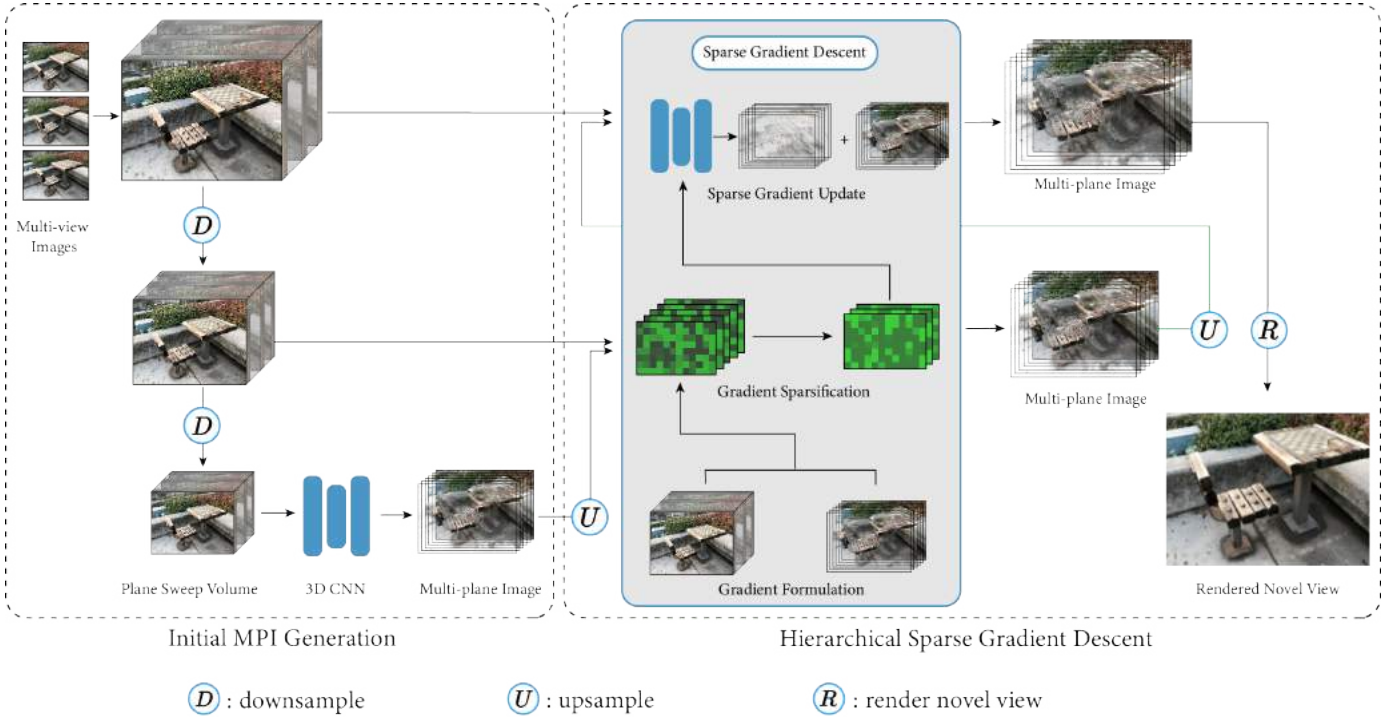 Sparse Gradient Descent
Multi-view
Images
D
Sparse Gradient Update
+
Multi-plane Image
D
Gradient Sparsification
Multi-plane Image
U
R
U
Plane Sweep Volume
3D CNN
Multi-plane Image
Gradient Formulation
Rendered Novel View
Initial MPI Generation
Hierarchical Sparse Gradient Descent
D : downsample
U : upsample
R : render novel view